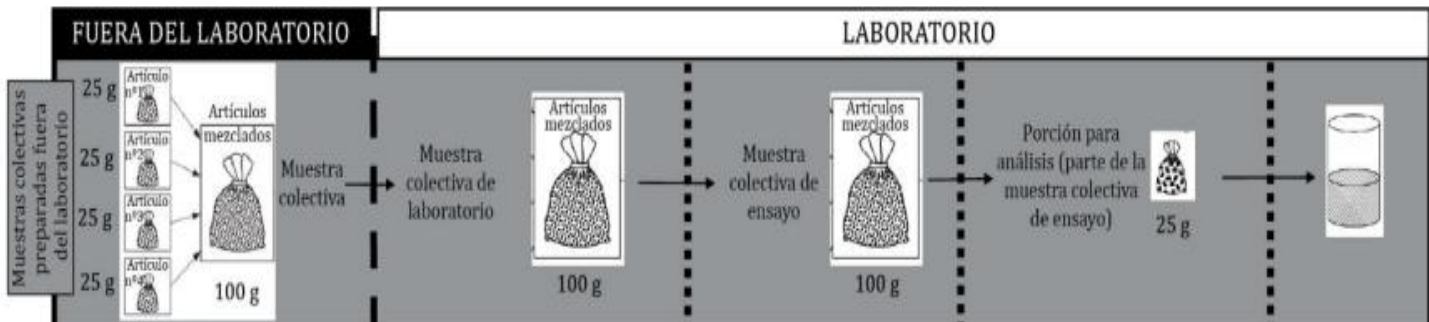 FUERA DEL LABORATORIO
LABORATORIO
Muestras colectivas
preparadas fuera
del laboratorio
25 g
Artículo
nº1
25 g
Artículo
nº2
25 g
Artículo
nº3
25 g
Artículo
nº4
Artículos
mezclados
100 g
Muestra
colectiva
Muestra
colectiva de
laboratorio
Artículos
mezclados
100 g
Muestra
colectiva de
ensayo
Artículos
mezclados
100 g
Porción para
análisis (parte de la
muestra colectiva
de ensayo)
25 g